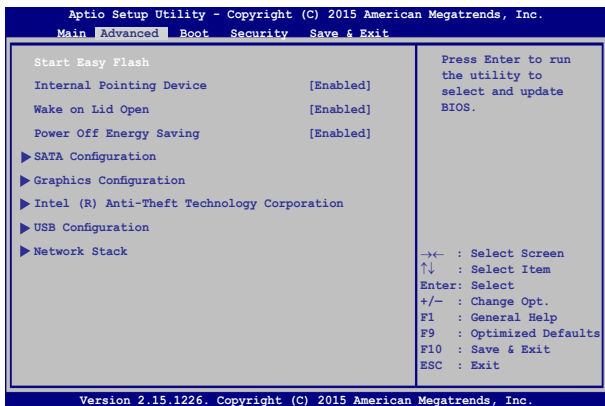 Aptio Setup Utility - Copyright (C) 2015 American Megatrends, Inc.
Main Advanced Boot Security Save & Exit
Start Easy Flash
Internal Pointing Device [Enabled]
Wake on Lid Open [Enabled]
Power Off Energy Saving [Enabled]
SATA Configuration
Graphics Configuration
Intel (R) Anti-Theft Technology Corporation
USB Configuration
Network Stack
Press Enter to run
the utility to
select and update
BIOS.
→← : Select Screen
↑↓ : Select Item
Enter: Select
+/— : Change Opt.
F1 : General Help
F9 : Optimized Defaults
F10 : Save & Exit
ESC : Exit
Version 2.15.1226. Copyright (C) 2015 American Megatrends, Inc.